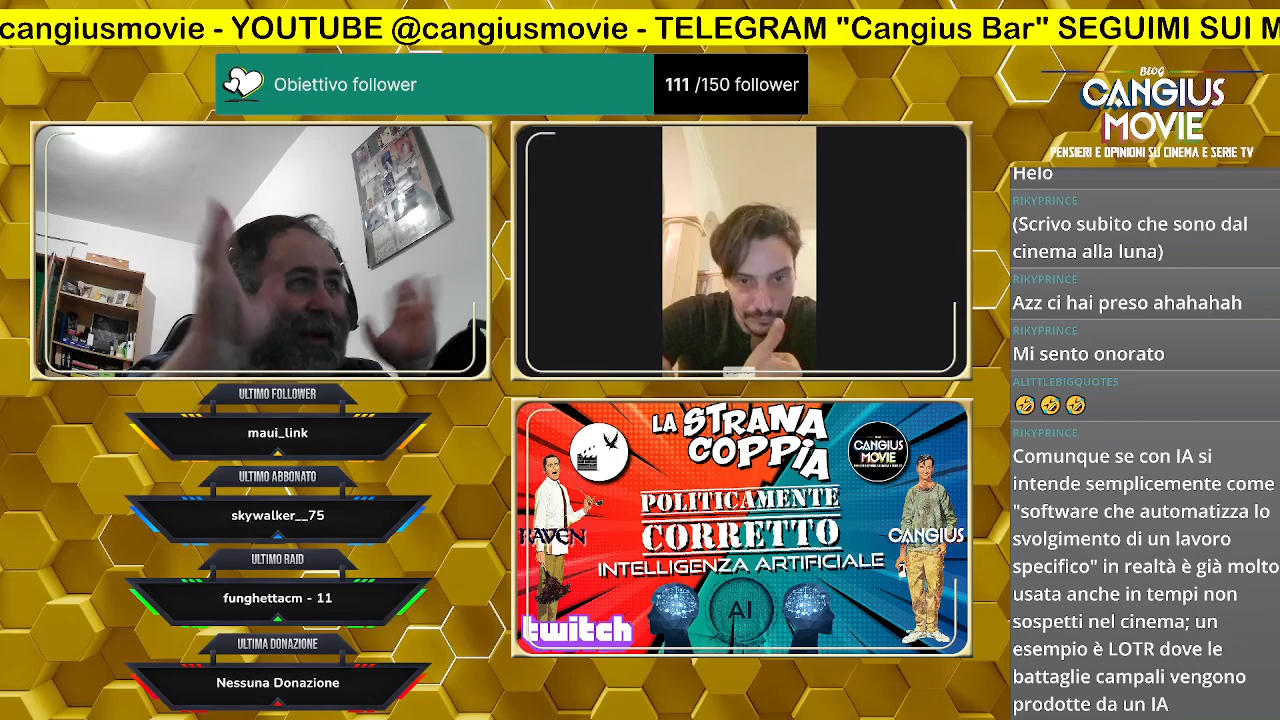 cangiusmovie - YOUTUBE @cangiusmovie - TELEGRAM "Cangius Bar" SEGUIMI SUI M
Obiettivo follower
111 /150 follower
BLOG
CANGIUS
MOVIE
PENSIERI E OPINIONI SU CINEMA E SERIE TV
Helo
RIKYPRINCE
(Scrivo subito che sono dal
cinema alla luna)
RIKYPRINCE
Azz ci hai preso ahahahah
RIKYPRINCE
Mi sento onorato
ALITTLEBIGQUOTES
🤣 🤣 🤣
RIKYPRINCE
Comunque se con IA si
intende semplicemente come
"software che automatizza lo
svolgimento di un lavoro
specifico" in realtà è già molto
usata anche in tempi non
sospetti nel cinema; un
esempio è LOTR dove le
battaglie campali vengono
prodotte da un IA
ULTIMO FOLLOWER
maui_link
ULTIMO ABBONATO
skywalker__75
ULTIMO RAID
funghettacm - 11
ULTIMA DONAZIONE
Nessuna Donazione
LA STRANA
COPPIA
CANGIUS
MOVIE
POLITICAMENTE
CORRETTO
INTELLIGENZA ARTIFICIALE
RAVEN
CANGIUS
AI
twitch